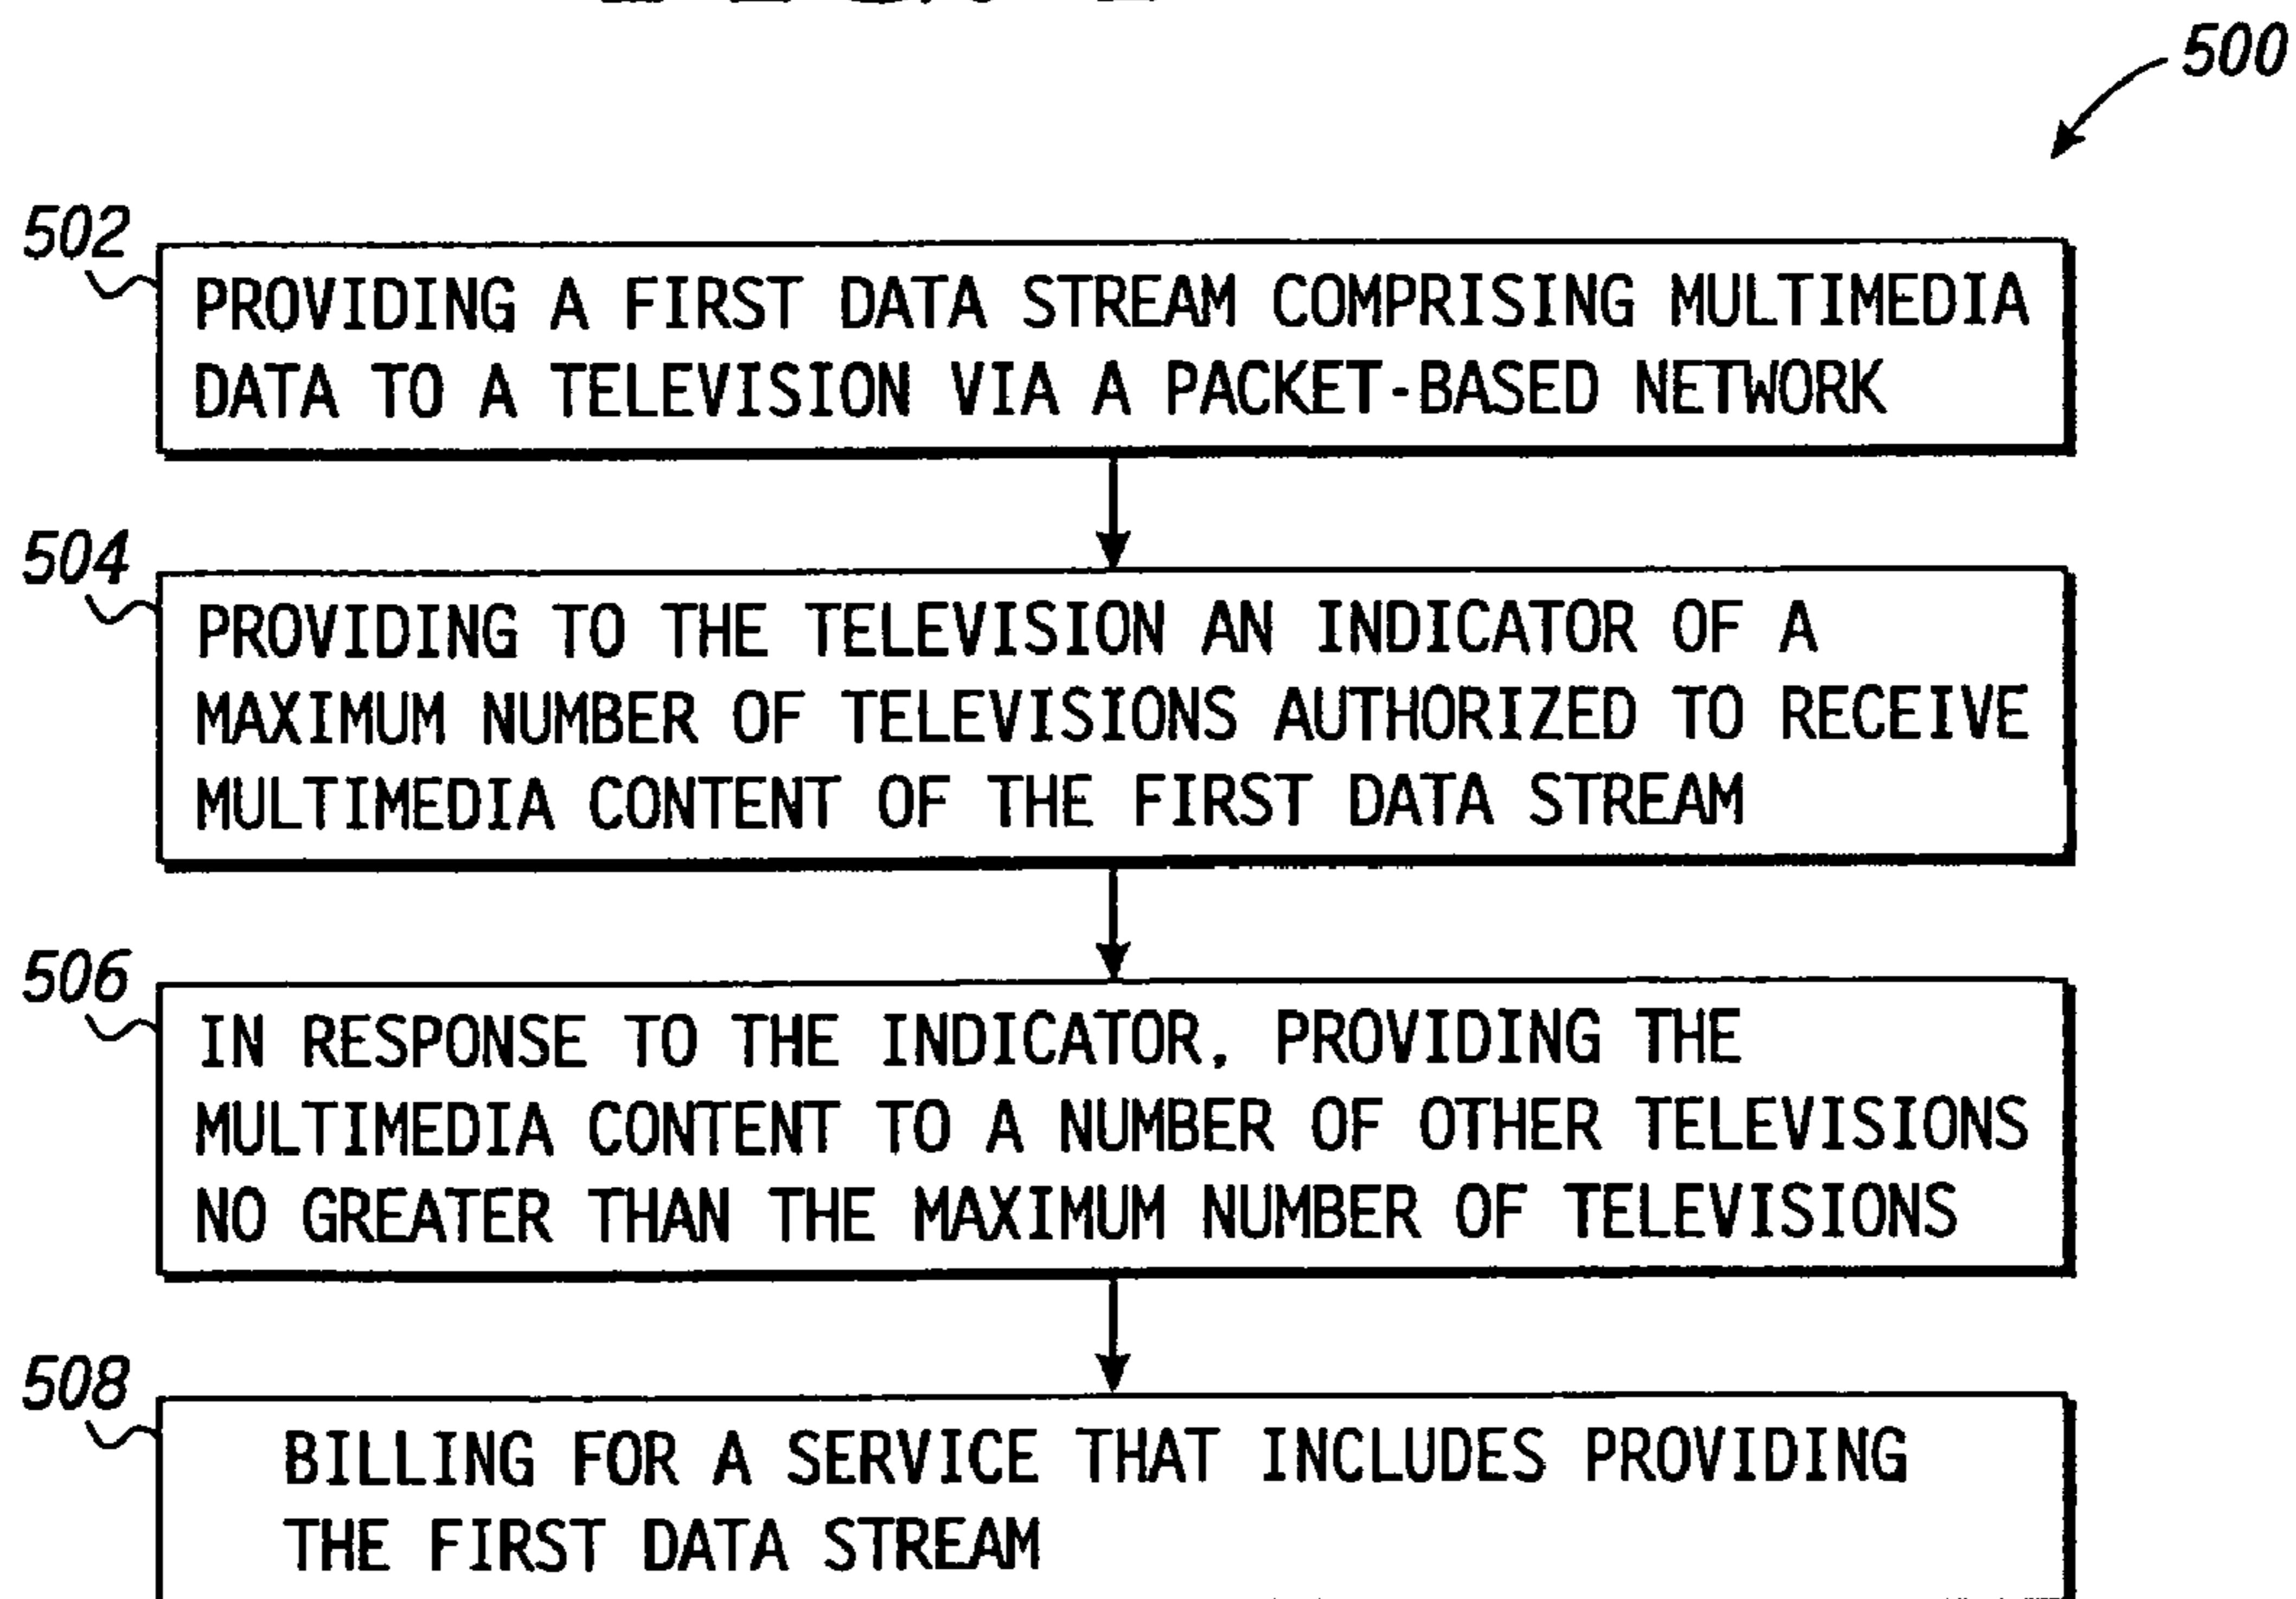 500
502
PROVIDING A FIRST DATA STREAM COMPRISING MULTIMEDIA
DATA TO A TELEVISION VIA A PACKET-BASED NETWORK
504
PROVIDING TO THE TELEVISION AN INDICATOR OF A
MAXIMUM NUMBER OF TELEVISIONS AUTHORIZED TO RECEIVE
MULTIMEDIA CONTENT OF THE FIRST DATA STREAM
506
IN RESPONSE TO THE INDICATOR, PROVIDING THE
MULTIMEDIA CONTENT TO A NUMBER OF OTHER TELEVISIONS
NO GREATER THAN THE MAXIMUM NUMBER OF TELEVISIONS
508
BILLING FOR A SERVICE THAT INCLUDES PROVIDING
THE FIRST DATA STREAM